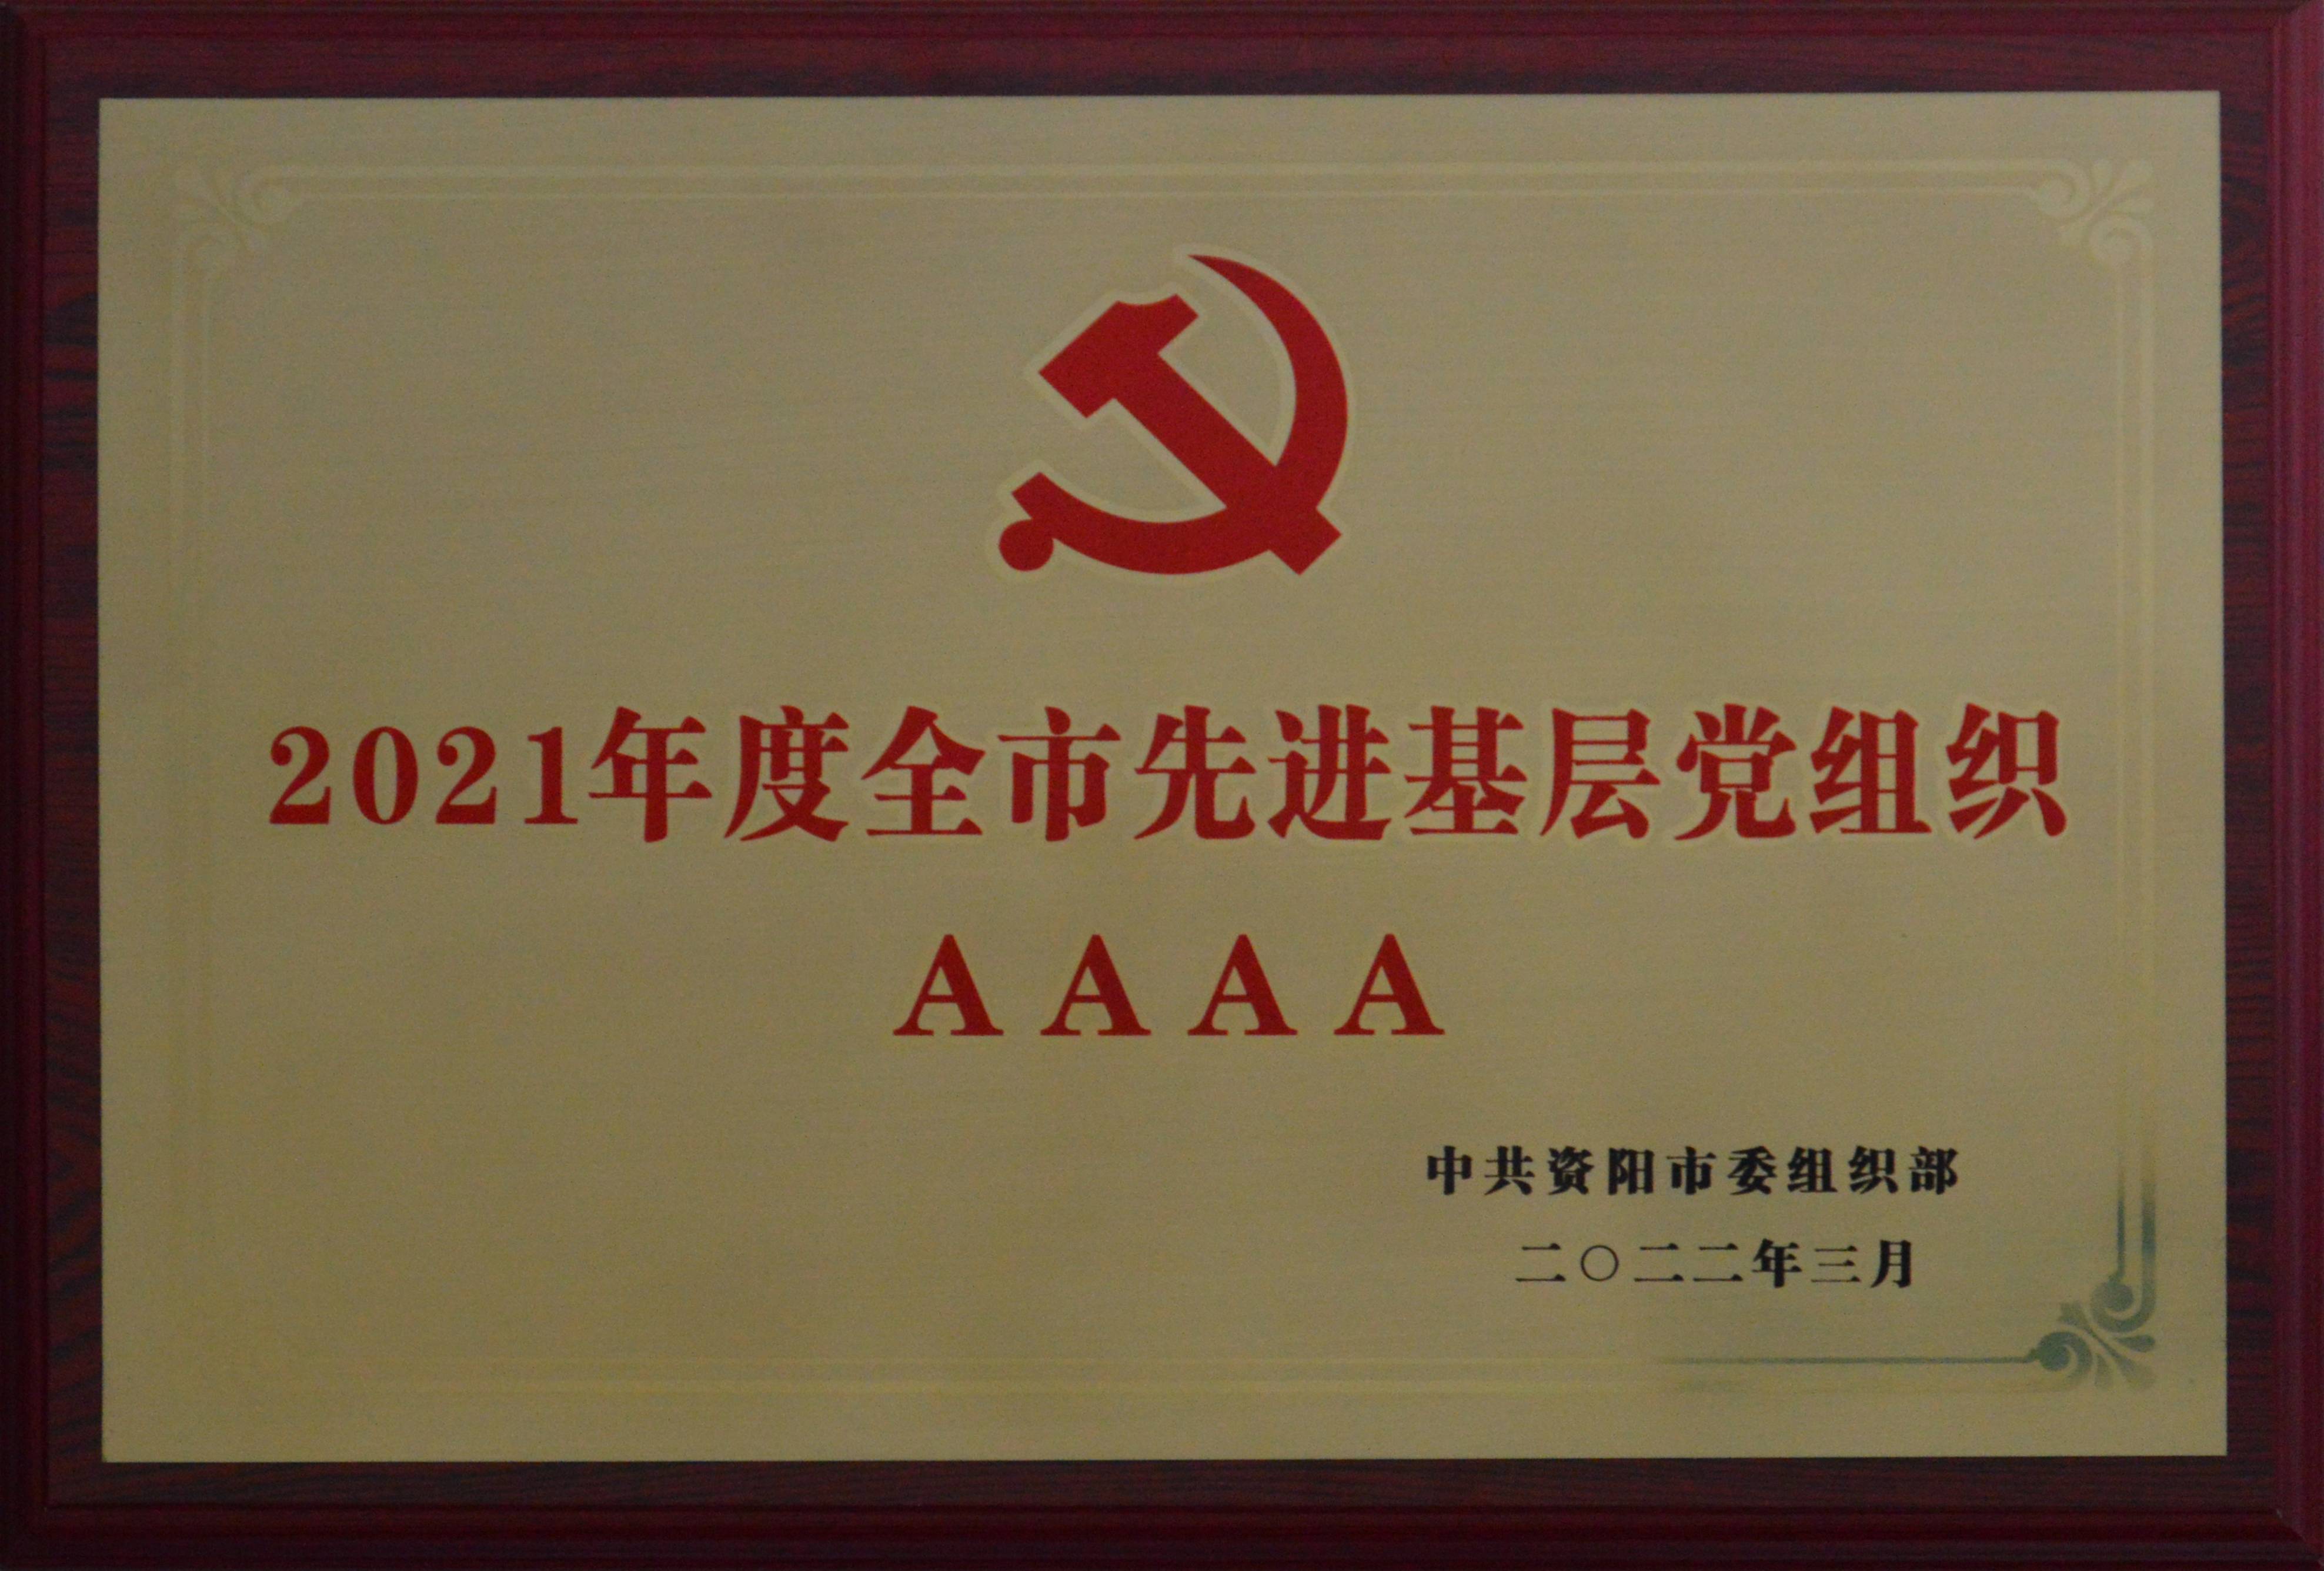 2021年度全市先进基层党组织
AAAA
中共资阳市委组织部
二〇二二年三月